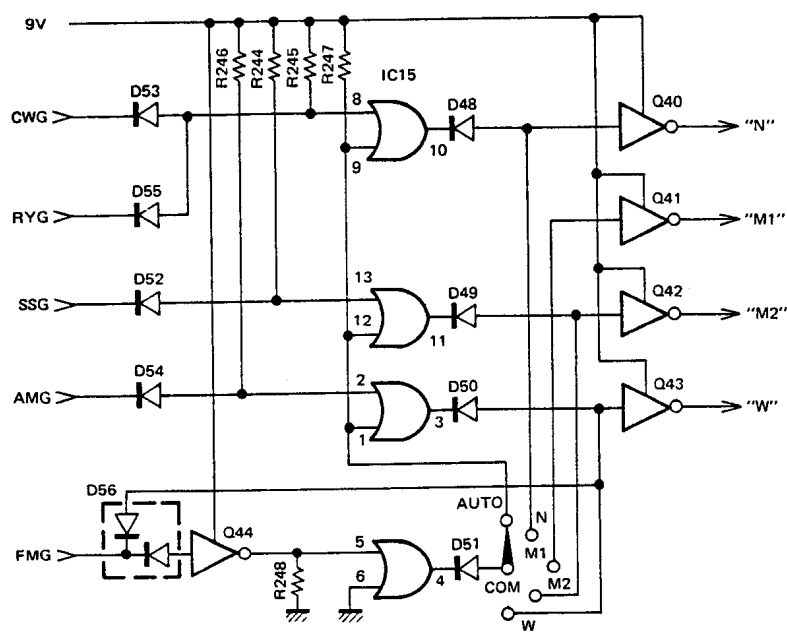 9V
R246
R244
R245
R247
IC15
CWG
D53
8
9
10
D48
Q40
"N"
RYG
D55
Q41
"M1"
SSG
D52
13
12
11
D49
Q42
"M2"
AMG
D54
2
1
3
D50
Q43
"W"
D56
FMG
Q44
R248
5
6
4
D51
AUTO
COM
N
M1
M2
W